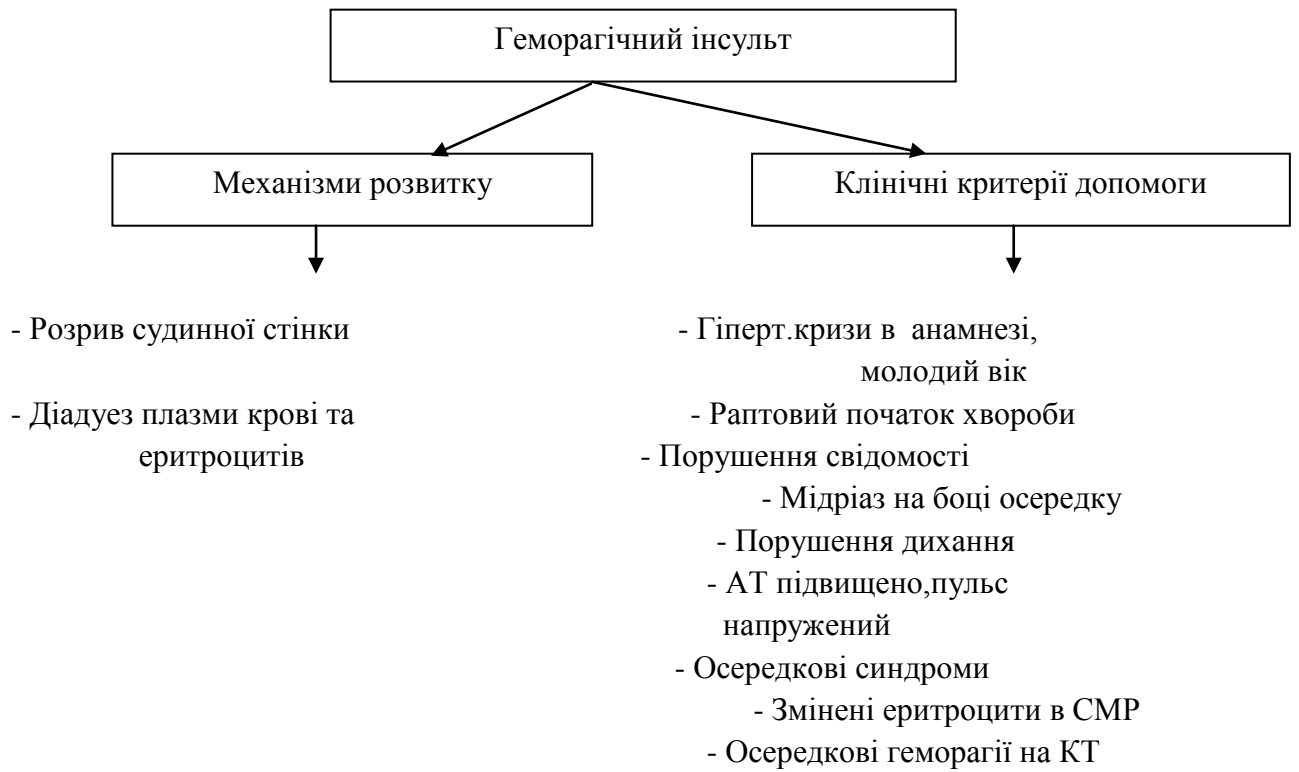 Геморагічний інсульт
Механізми розвитку
Клінічні критерії допомоги
- Розрив судинної стінки
- Діадуез плазми крові та
еритроцитів
- Гіперт.кризи в анамнезі,
молодий вік
- Раптовий початок хвороби
- Порушення свідомості
- Мідріаз на боці осередку
- Порушення дихання
- АТ підвищено,пульс
напружений
- Осередкові синдроми
- Змінені еритроцити в СМР
- Осередкові геморагії на КТ